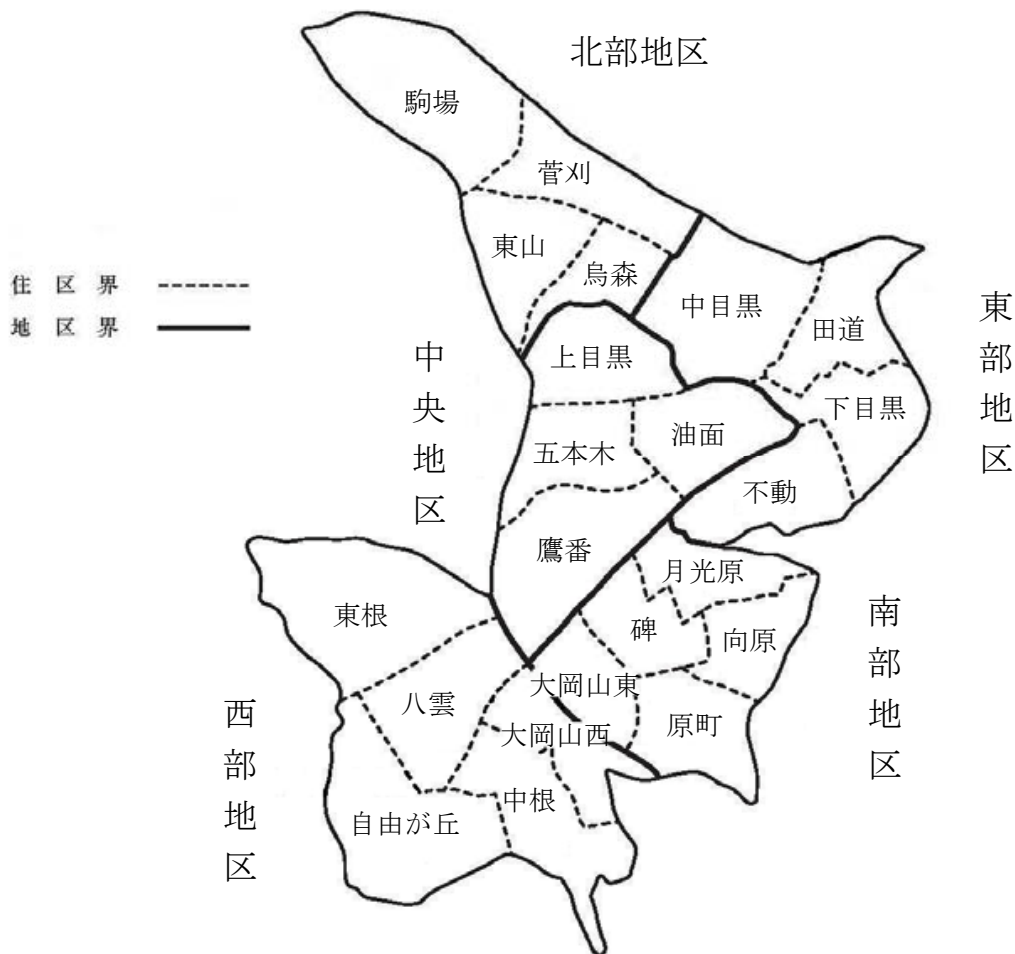 北部地区
駒場
菅刈
東山
烏森
住区界
地区界
中目黒
田道
東部地区
中央地区
上目黒
下目黒
油面
五本木
不動
鷹番
月光原
東根
碑
向原
南部地区
大岡山東
八雲
西部地区
大岡山西
原町
中根
自由が丘